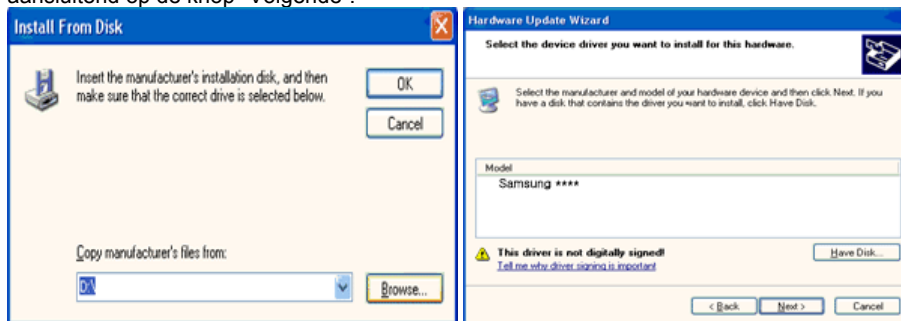 aansluitend op de knop "Volgende".
Install From Disk
Insert the manufacturer's installation disk, and then
make sure that the correct drive is selected below.
OK
Cancel
Copy manufacturer's files from:
D:\
Browse...
Hardware Update Wizard
Select the device driver you want to install for this hardware.
Select the manufacturer and model of your hardware device and then click Next. If you
have a disk that contains the driver you want to install, click Have Disk.
Model
Samsung ****
This driver is not digitally signed!
Tell me why driver signing is important
Have Disk...
< Back
Next >
Cancel